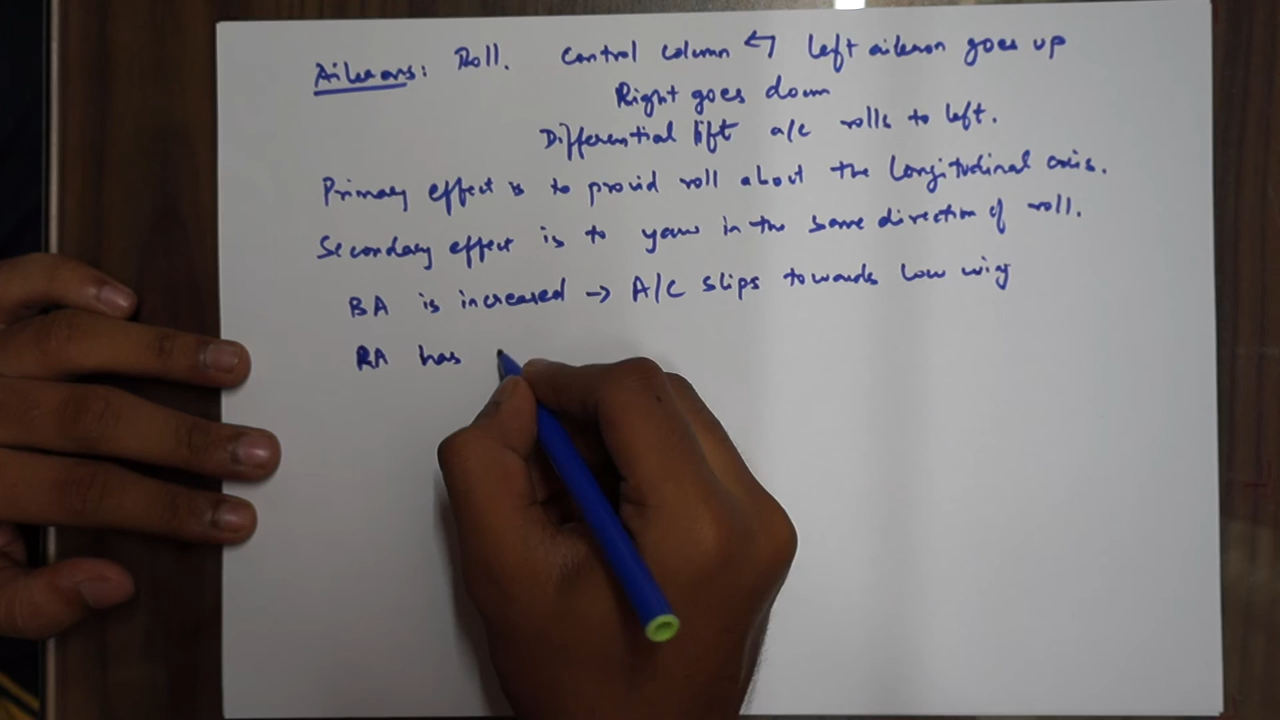 Ailerons: Roll. Control column ↰ left aileron goes up
Right goes down
Differential lift a/c rolls to left.
Primary effect is to provid roll about the longitudinal axis.
Secondary effect is to yaw in the same direction of roll.
BA is increased → A/C slips towards low wing
RA has